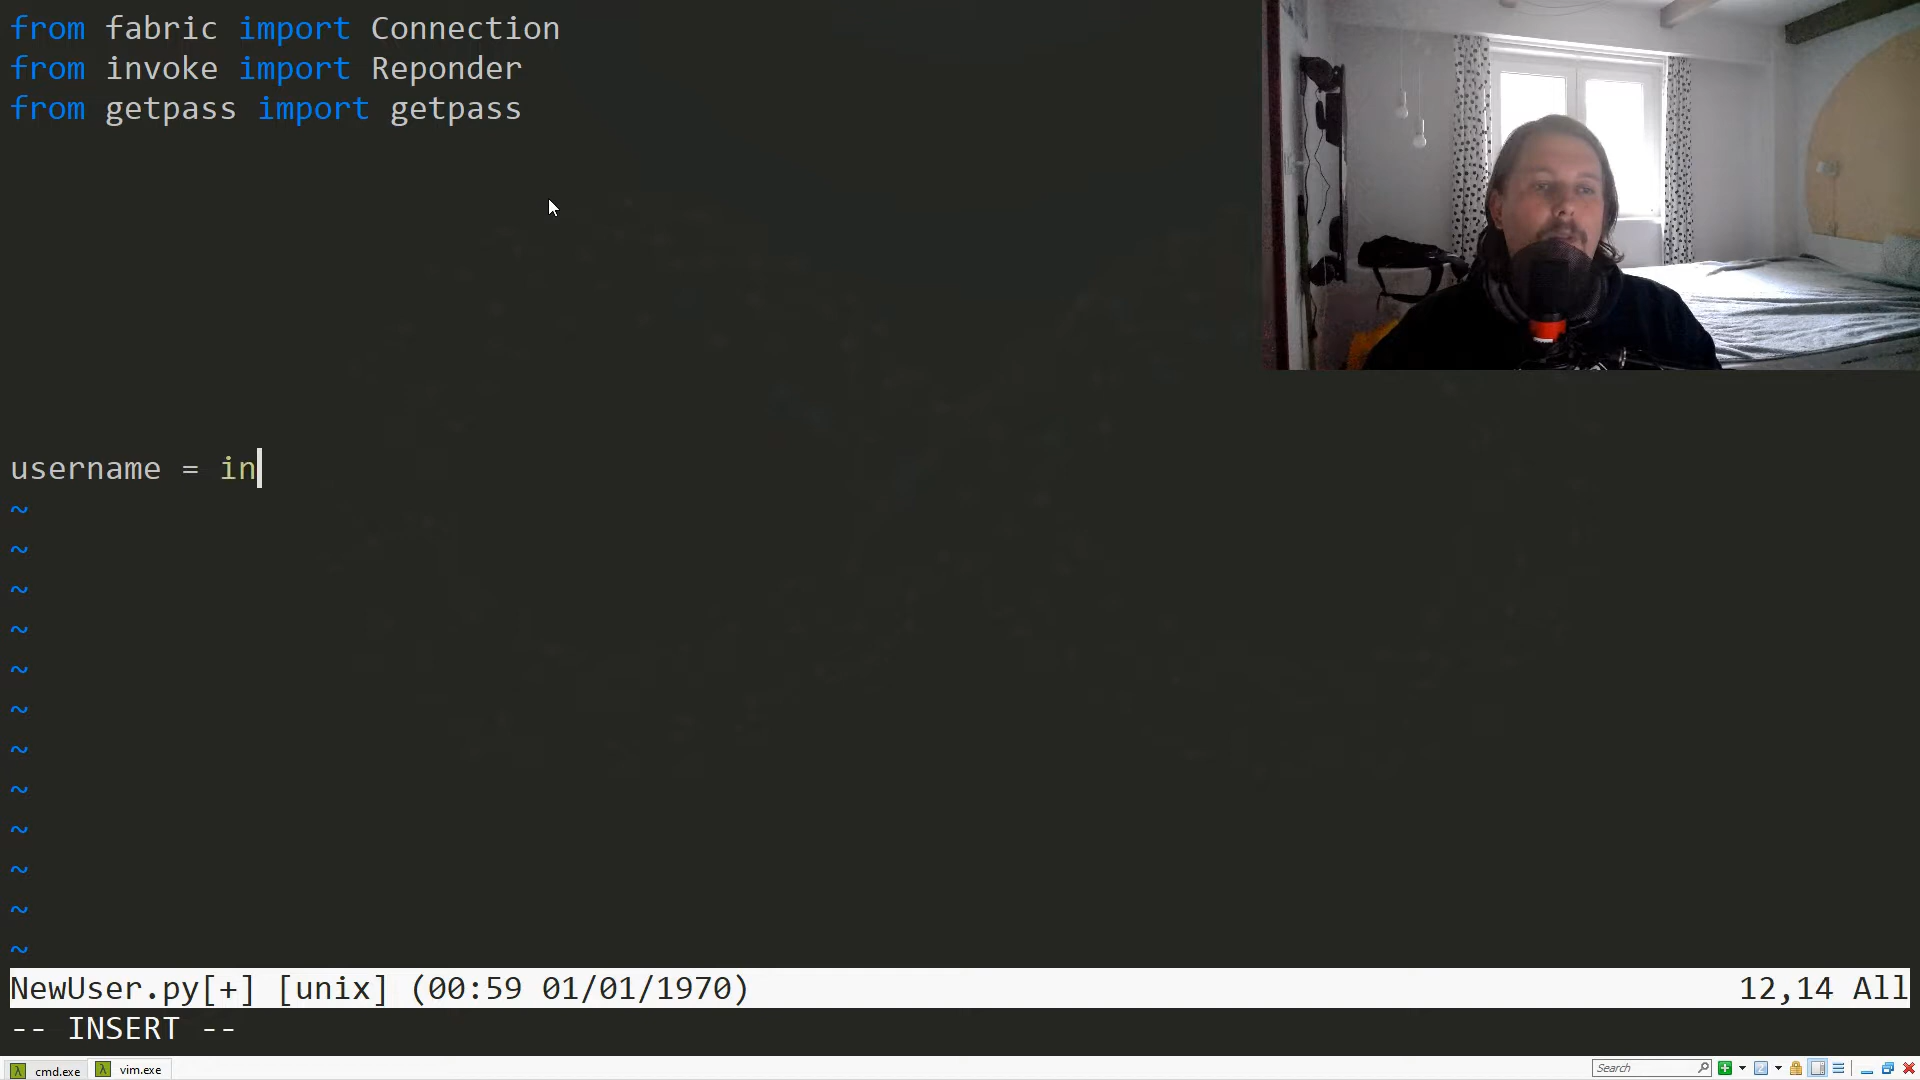 from fabric import Connection
from invoke import Reponder
from getpass import getpass
username = in
~
~
~
~
~
~
~
~
~
~
~
~
NewUser.py[+] [unix] (00:59 01/01/1970) 12,14 All
-- INSERT --
cmd.exe vim.exe Search